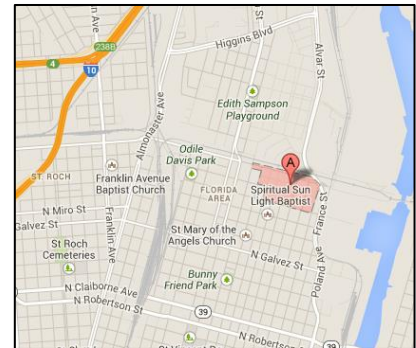 Franklin Ave
238B
4
10
St
Higgins Blvd
Alvar St
Almonaster Ave
Edith Sampson
Playground
Odile
Davis Park
A
ST. ROCH
Franklin Avenue
Baptist Church
FLORIDA
AREA
Spiritual Sun
Light Baptist
France St
N Miro St
N Galvez St
St Roch
Cemeteries
Franklin Ave
St Mary of the
Angels Church
N Galvez St
Poland Ave
Bunny
Friend Park
N Claiborne Ave
N Robertson St
39
39
N Robertson St